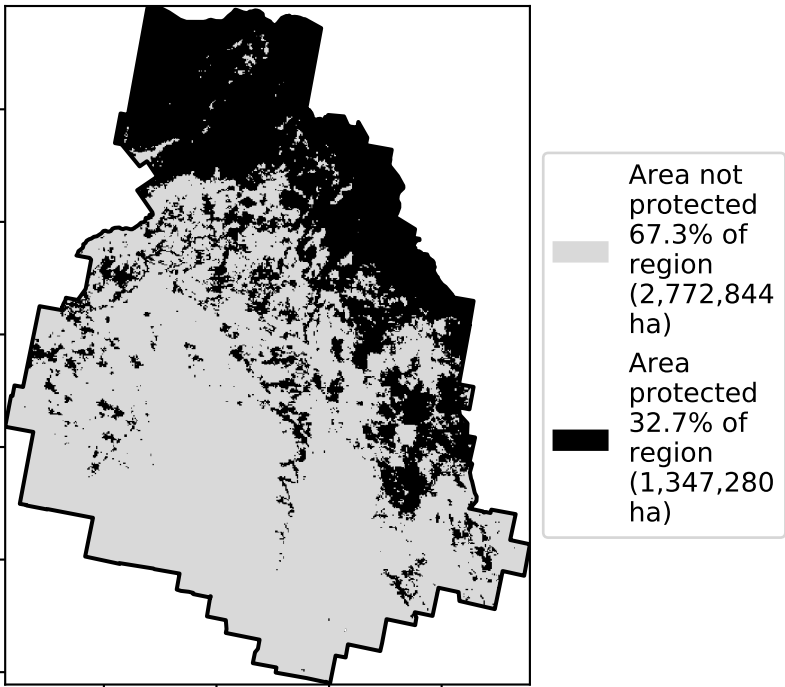 Area not
protected
67.3% of
region
(2,772,844
ha)
Area
protected
32.7% of
region
(1,347,280
ha)